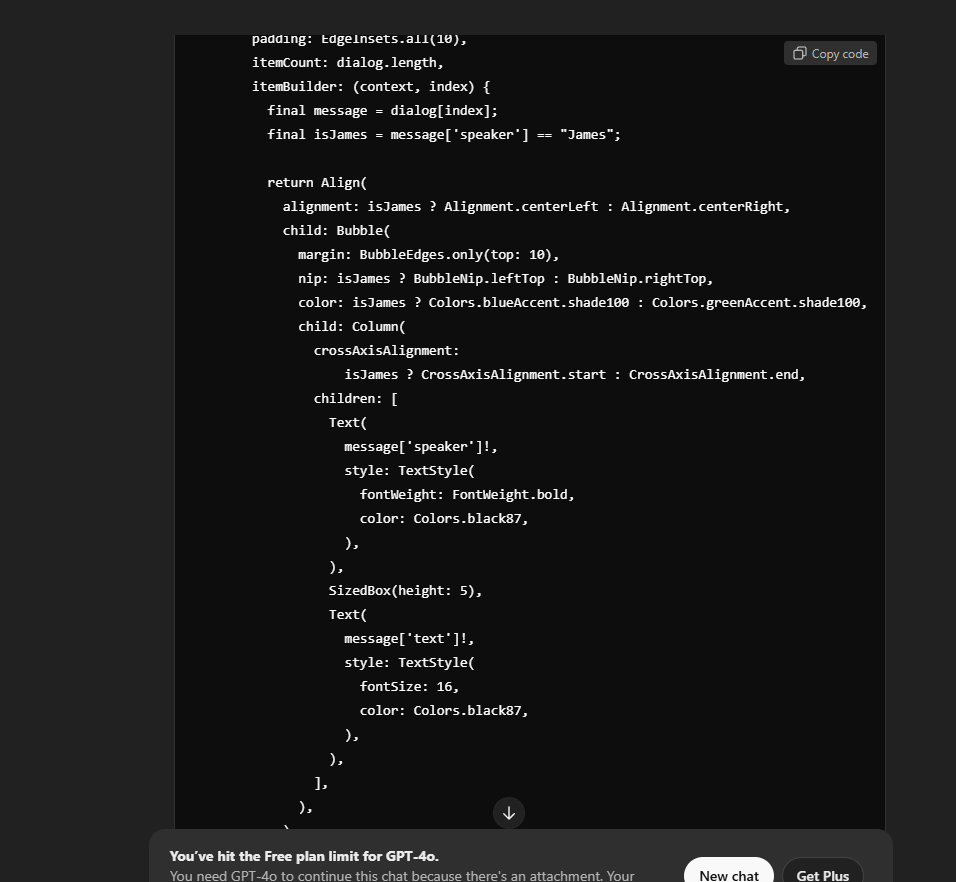 padding: EdgeInsets.all(10),
Copy code
itemCount: dialog.length,
itemBuilder: (context, index) {
final message = dialog[index];
final isJames = message['speaker'] == "James";
return Align(
alignment: isJames ? Alignment.centerLeft : Alignment.centerRight,
child: Bubble(
margin: BubbleEdges.only(top: 10),
nip: isJames ? BubbleNip.leftTop : BubbleNip.rightTop,
color: isJames ? Colors.blueAccent.shade100 : Colors.greenAccent.shade100,
child: Column(
crossAxisAlignment:
isJames ? CrossAxisAlignment.start : CrossAxisAlignment.end,
children: [
Text(
message['speaker']!,
style: TextStyle(
fontWeight: FontWeight.bold,
color: Colors.black87,
),
),
SizedBox(height: 5),
Text(
message['text']!,
style: TextStyle(
fontSize: 16,
color: Colors.black87,
),
),
],
),
)
You've hit the Free plan limit for GPT-4o.
You need GPT-4o to continue this chat because there's an attachment. Your
New chat
Get Plus